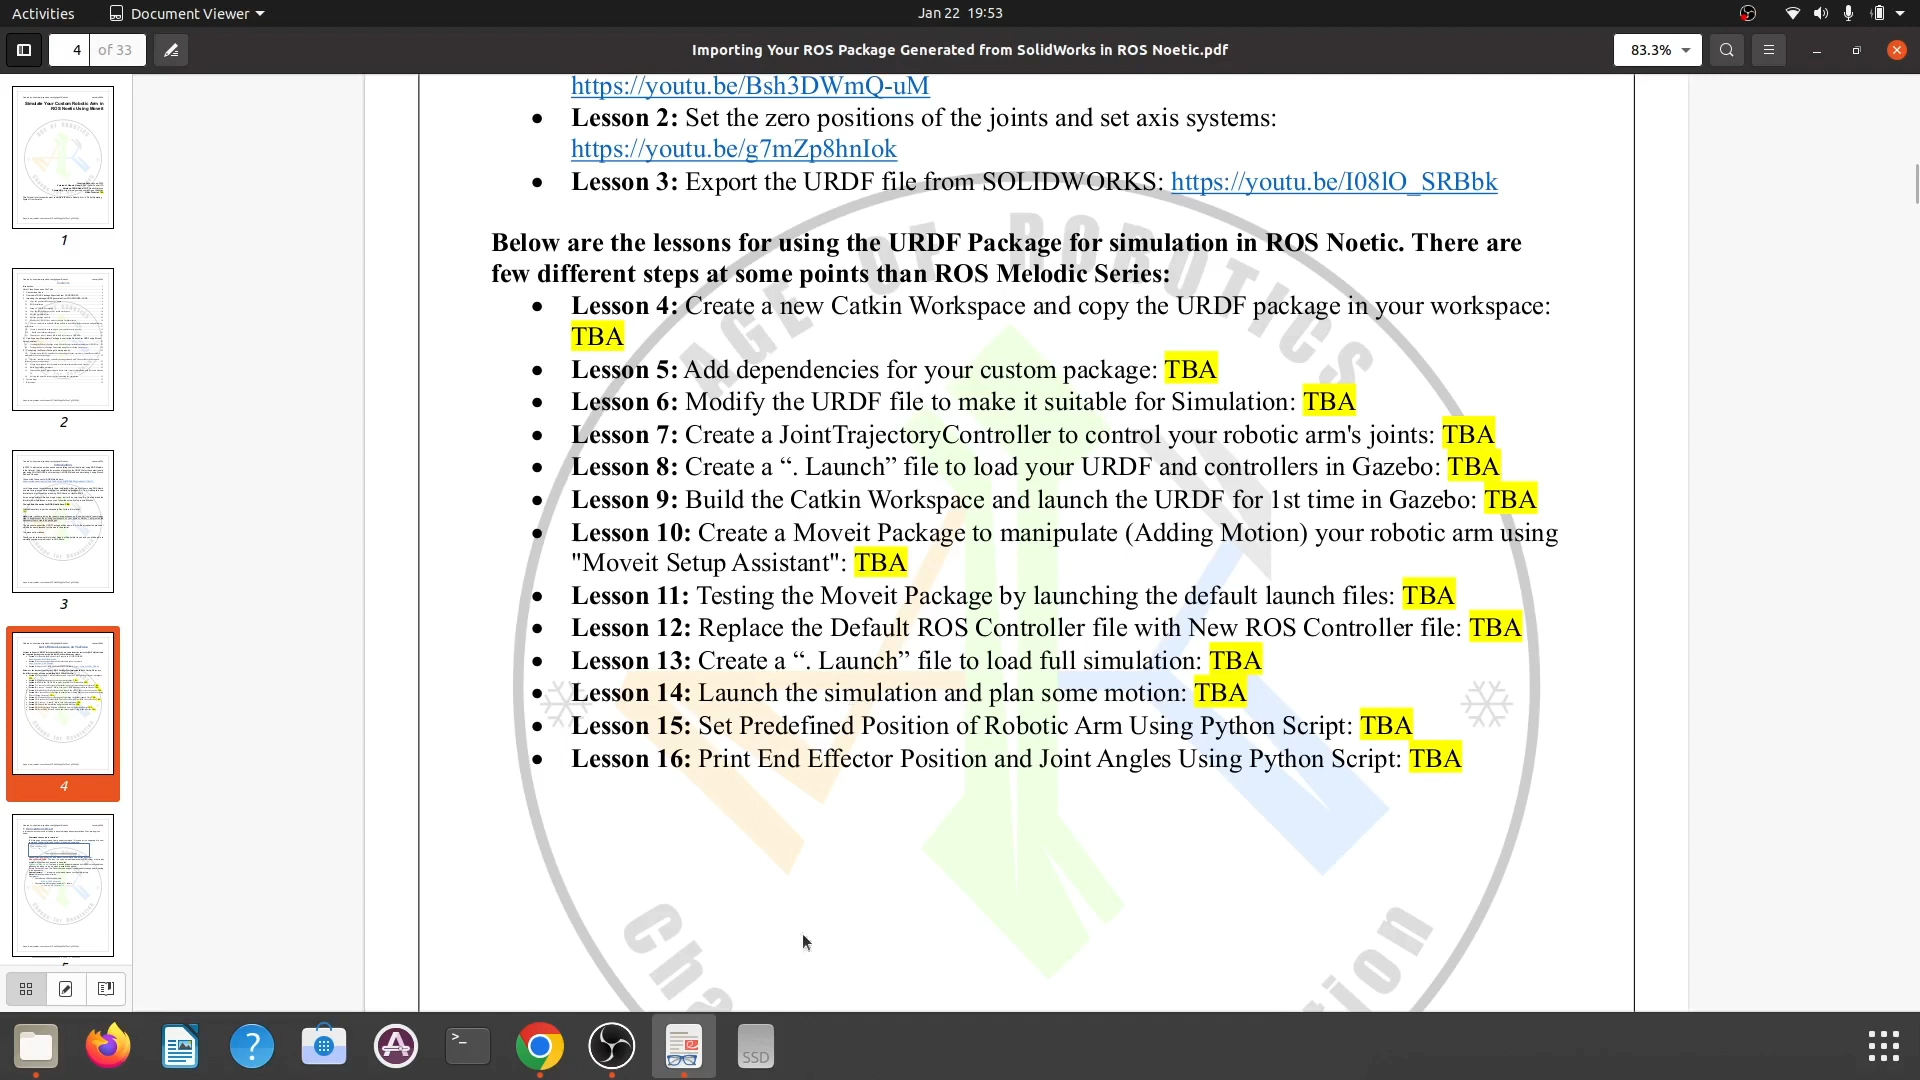 Activities
Document Viewer
Jan 22 19:53
4
of 33
Importing Your ROS Package Generated from SolidWorks in ROS Noetic.pdf
83.3%
https://youtu.be/Bsh3DWmQ-uM
• Lesson 2: Set the zero positions of the joints and set axis systems:
https://youtu.be/g7mZp8hnIok
• Lesson 3: Export the URDF file from SOLIDWORKS: https://youtu.be/I08lO_SRBbk
Below are the lessons for using the URDF Package for simulation in ROS Noetic. There are
few different steps at some points than ROS Melodic Series:
• Lesson 4: Create a new Catkin Workspace and copy the URDF package in your workspace:
TBA
• Lesson 5: Add dependencies for your custom package: TBA
• Lesson 6: Modify the URDF file to make it suitable for Simulation: TBA
• Lesson 7: Create a JointTrajectoryController to control your robotic arm's joints: TBA
• Lesson 8: Create a “. Launch” file to load your URDF and controllers in Gazebo: TBA
• Lesson 9: Build the Catkin Workspace and launch the URDF for 1st time in Gazebo: TBA
• Lesson 10: Create a Moveit Package to manipulate (Adding Motion) your robotic arm using
"Moveit Setup Assistant": TBA
• Lesson 11: Testing the Moveit Package by launching the default launch files: TBA
• Lesson 12: Replace the Default ROS Controller file with New ROS Controller file: TBA
• Lesson 13: Create a “. Launch” file to load full simulation: TBA
• Lesson 14: Launch the simulation and plan some motion: TBA
• Lesson 15: Set Predefined Position of Robotic Arm Using Python Script: TBA
• Lesson 16: Print End Effector Position and Joint Angles Using Python Script: TBA
AGE OF ROBOTICS
Simulate Your Custom Robotic Arm in
ROS Noetic Using Moveit
1
2
3
4
SSD